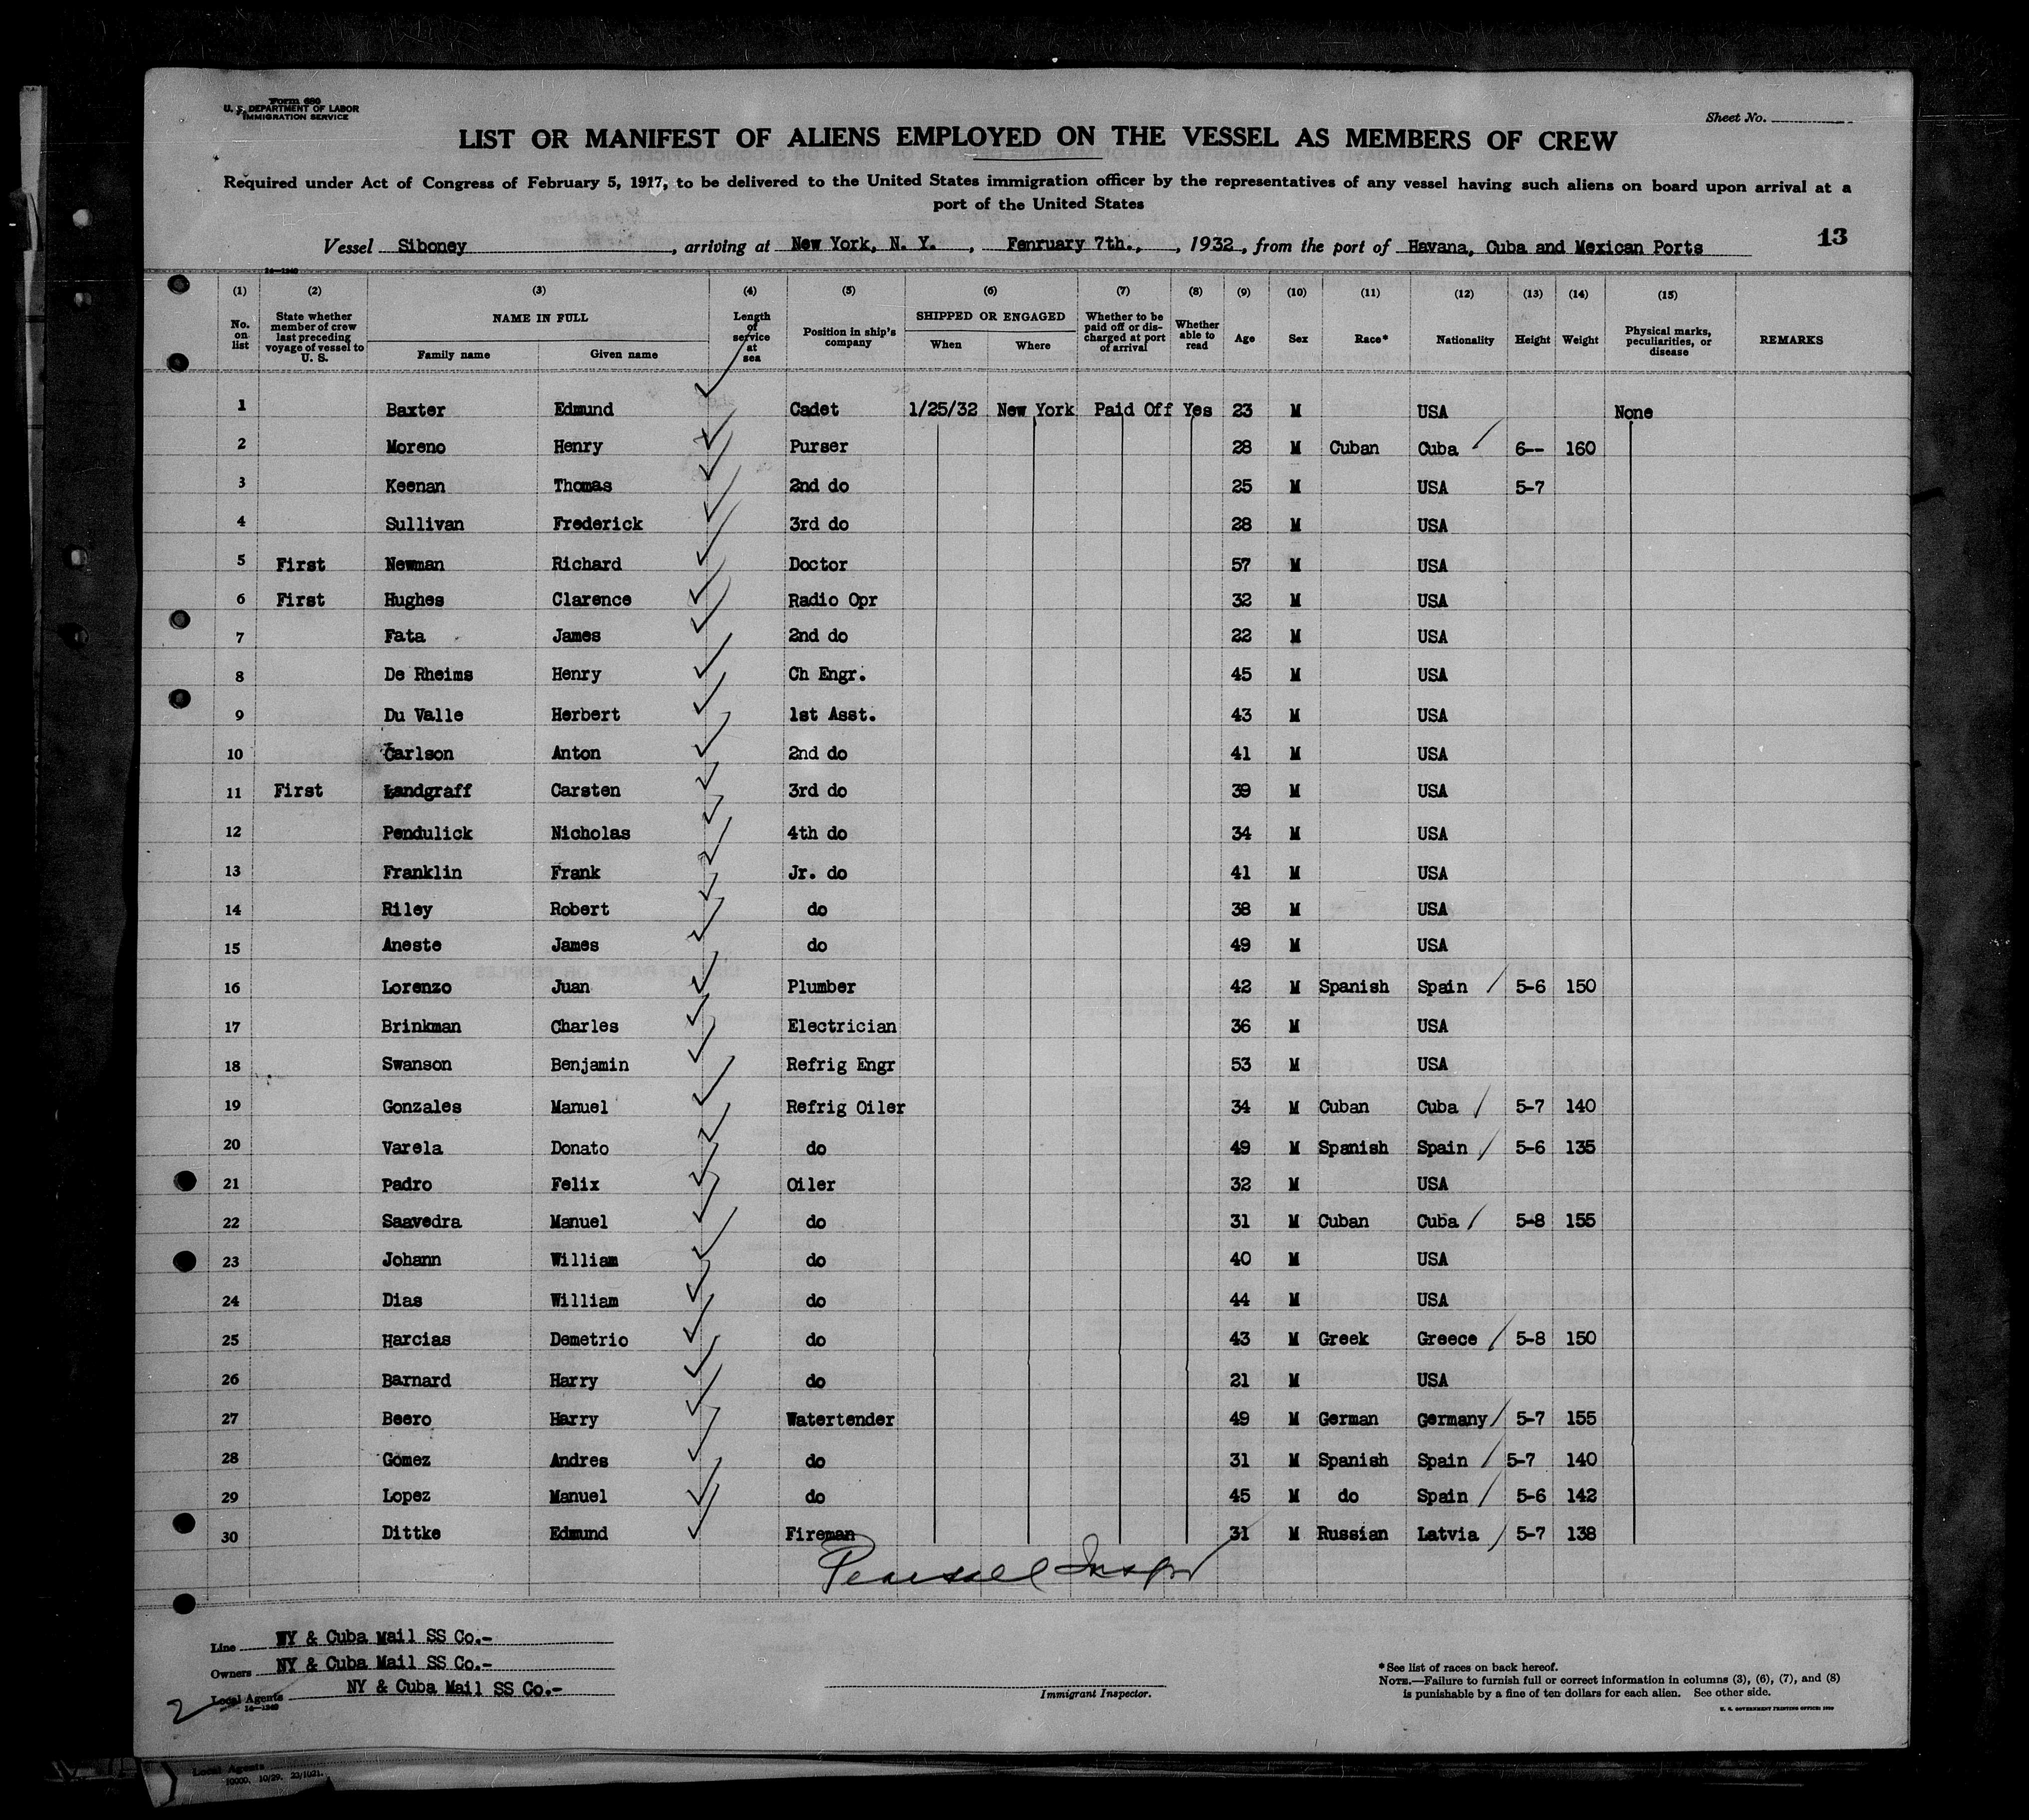 Form 680
U. S. DEPARTMENT OF LABOR
IMMIGRATION SERVICE
Sheet No.
LIST OR MANIFEST OF ALIENS EMPLOYED ON THE VESSEL AS MEMBERS OF CREW
Required under Act of Congress of February 5, 1917, to be delivered to the United States immigration officer by the representatives of any vessel having such aliens on board upon arrival at a
port of the United States
Vessel Siboney, arriving at New York, N. Y., Fenruary 7th., , 1932, from the port of Havana, Cuba and Mexican Ports
13
(1) (2) (3) (4) (5) (6) (7) (8) (9) (10) (11) (12) (13) (14) (15)
No. on list State whether member of crew last preceding voyage of vessel to U. S. NAME IN FULL Family name Given name Length of service at sea Position in ship's company SHIPPED OR ENGAGED When Where Whether to be paid off or discharged at port of arrival Whether able to read Age Sex Race* Nationality Height Weight Physical marks, peculiarities, or disease REMARKS
1 Baxter Edmund Cadet 1/25/32 New York Paid Off Yes 23 M USA None
2 Moreno Henry Purser 28 M Cuban Cuba 6-- 160
3 Keenan Thomas 2nd do 25 M USA 5-7
4 Sullivan Frederick 3rd do 28 M USA
5 First Newman Richard Doctor 57 M USA
6 First Hughes Clarence Radio Opr 32 M USA
7 Fata James 2nd do 22 M USA
8 De Rheims Henry Ch Engr. 45 M USA
9 Du Valle Herbert 1st Asst. 43 M USA
10 Carlson Anton 2nd do 41 M USA
11 First Landgraff Carsten 3rd do 39 M USA
12 Pendulick Nicholas 4th do 34 M USA
13 Franklin Frank Jr. do 41 M USA
14 Riley Robert do 38 M USA
15 Aneste James do 49 M USA
16 Lorenzo Juan Plumber 42 M Spanish Spain 5-6 150
17 Brinkman Charles Electrician 36 M USA
18 Swanson Benjamin Refrig Engr 53 M USA
19 Gonzales Manuel Refrig Oiler 34 M Cuban Cuba 5-7 140
20 Varela Donato do 49 M Spanish Spain 5-6 135
21 Padro Felix Oiler 32 M USA
22 Saavedra Manuel do 31 M Cuban Cuba 5-8 155
23 Johann William do 40 M USA
24 Dias William do 44 M USA
25 Harcias Demetrio do 43 M Greek Greece 5-8 150
26 Barnard Harry do 21 M USA
27 Beero Harry Watertender 49 M German Germany 5-7 155
28 Gomez Andres do 31 M Spanish Spain 5-7 140
29 Lopez Manuel do 45 M do Spain 5-6 142
30 Dittke Edmund Fireman 31 M Russian Latvia 5-7 138
Line NY & Cuba Mail SS Co.-
Owners NY & Cuba Mail SS Co.-
Local Agents NY & Cuba Mail SS Co.-
2
Immigrant Inspector.
*See list of races on back hereof.
NOTE.—Failure to furnish full or correct information in columns (3), (6), (7), and (8)
is punishable by a fine of ten dollars for each alien. See other side.
Local Agents